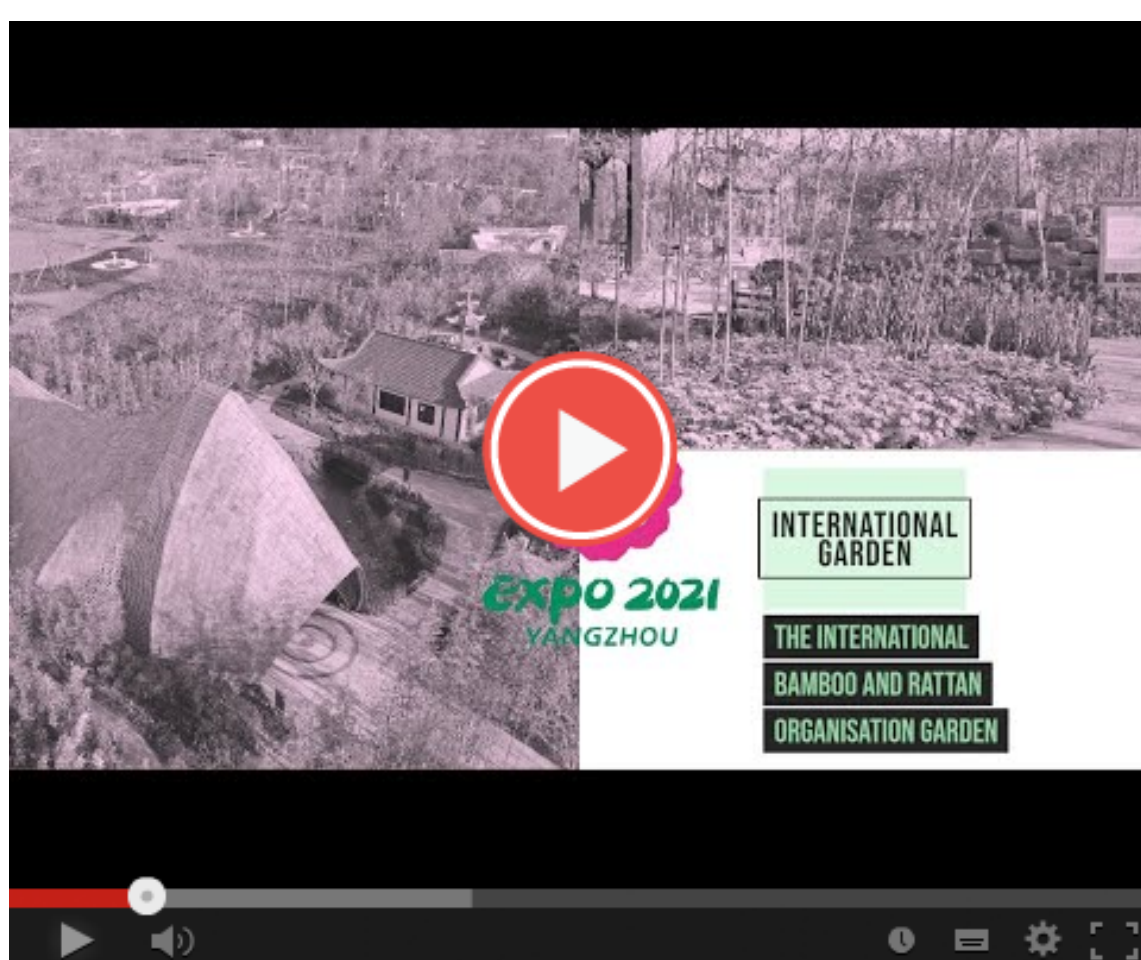 expo 2021
YANGZHOU
INTERNATIONAL
GARDEN
THE INTERNATIONAL
BAMBOO AND RATTAN
ORGANISATION GARDEN